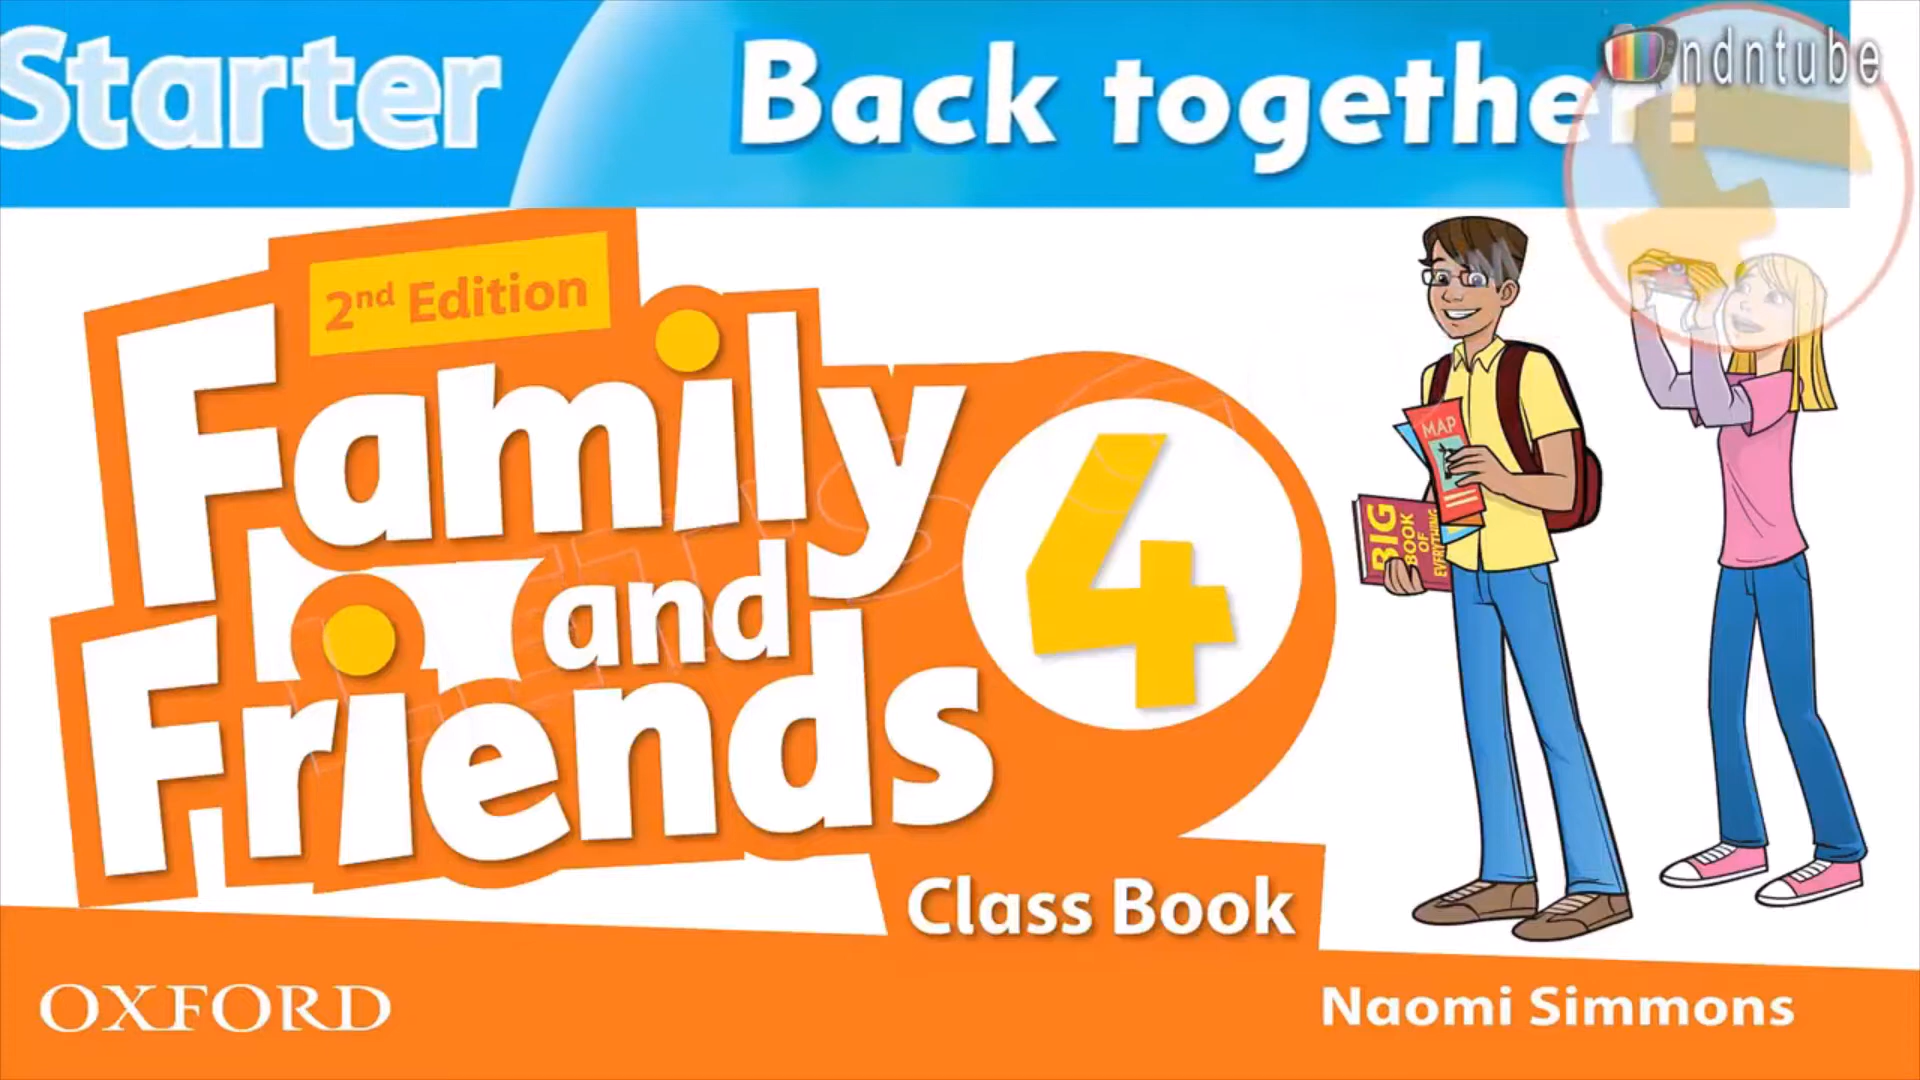 Starter
Back together!
ndntube
2nd Edition
Family
and
Friends
4
MAP
BIG
BOOK
OF
EVERYTHING
Class Book
OXFORD
Naomi Simmons